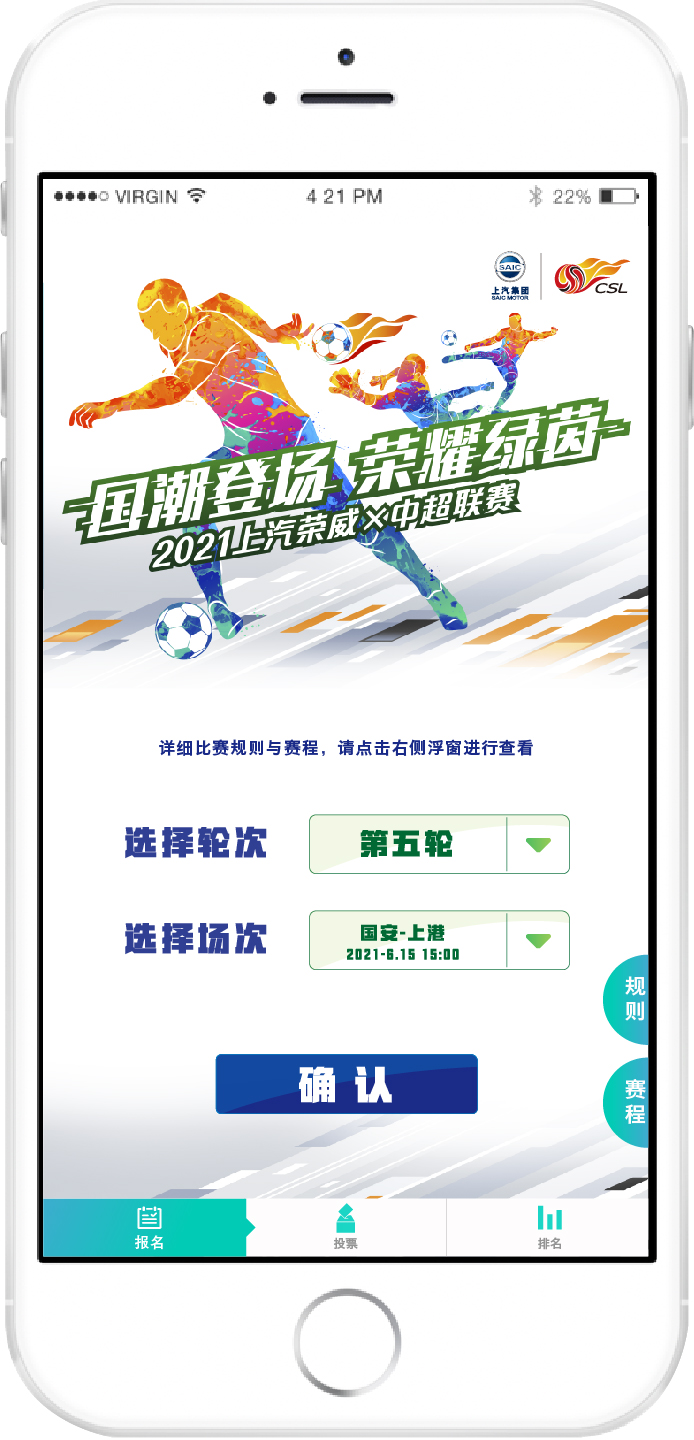 VIRGIN
4 21 PM
22%
SAIC
上汽集团
SAIC MOTOR
CSL
国潮登场 荣耀绿茵
2021上汽荣威×中超联赛
详细比赛规则与赛程，请点击右侧浮窗进行查看
选择轮次
第五轮
选择场次
国安-上港
2021-6.15 15:00
规则
赛程
确 认
报名
投票
排名